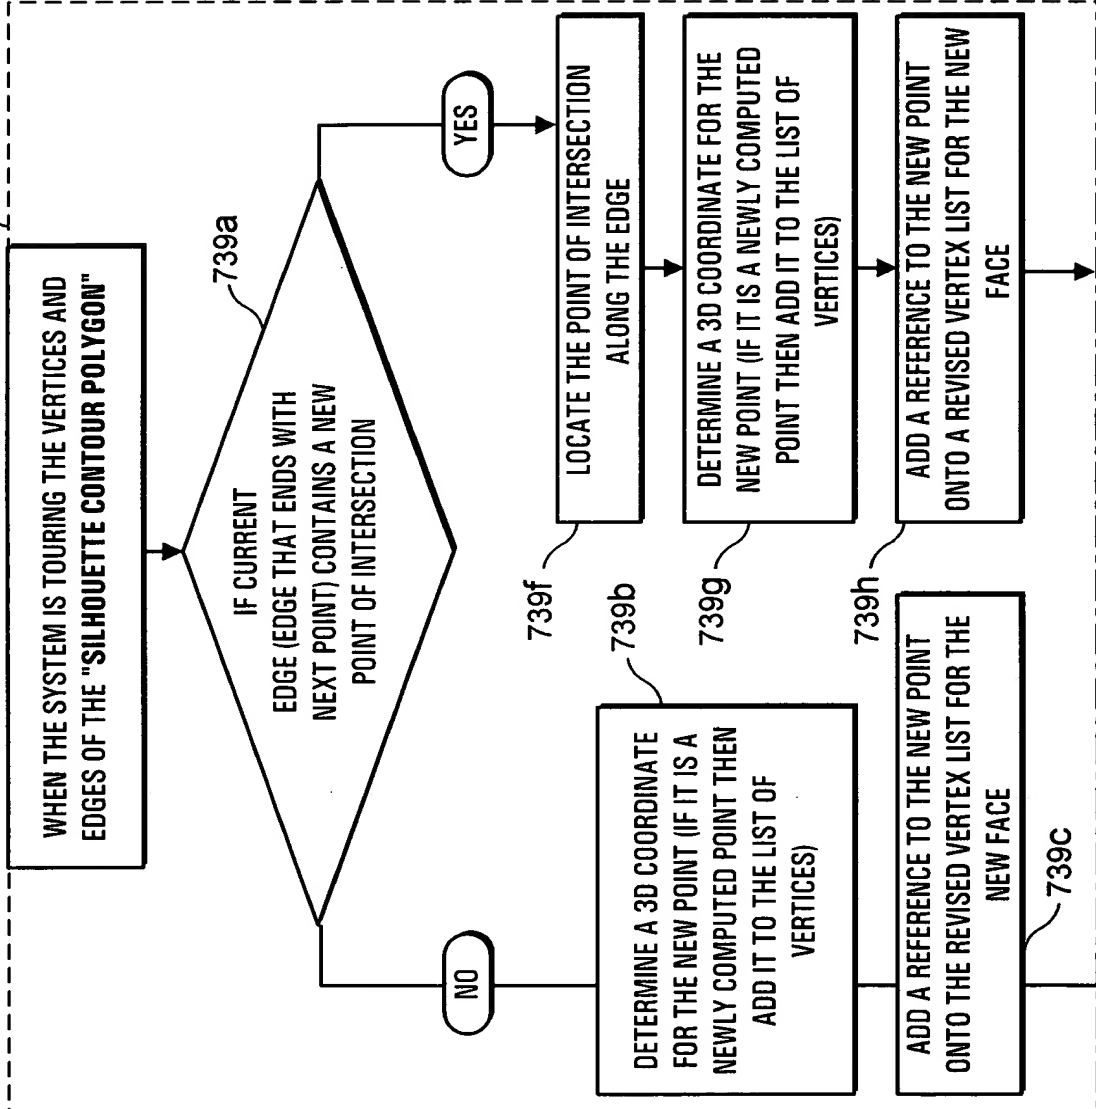 WHEN THE SYSTEM IS TOURING THE VERTICES AND
EDGES OF THE "SILHOUETTE CONTOUR POLYGON"
739a
IF CURRENT
EDGE (EDGE THAT ENDS WITH
NEXT POINT) CONTAINS A NEW
POINT OF INTERSECTION
NO
YES
739b
DETERMINE A 3D COORDINATE
FOR THE NEW POINT (IF IT IS A
NEWLY COMPUTED POINT THEN
ADD IT TO THE LIST OF
VERTICES)
ADD A REFERENCE TO THE NEW POINT
ONTO THE REVISED VERTEX LIST FOR THE
NEW FACE
739c
739f
LOCATE THE POINT OF INTERSECTION
ALONG THE EDGE
739g
DETERMINE A 3D COORDINATE FOR THE
NEW POINT (IF IT IS A NEWLY COMPUTED
POINT THEN ADD IT TO THE LIST OF
VERTICES)
739h
ADD A REFERENCE TO THE NEW POINT
ONTO A REVISED VERTEX LIST FOR THE NEW
FACE